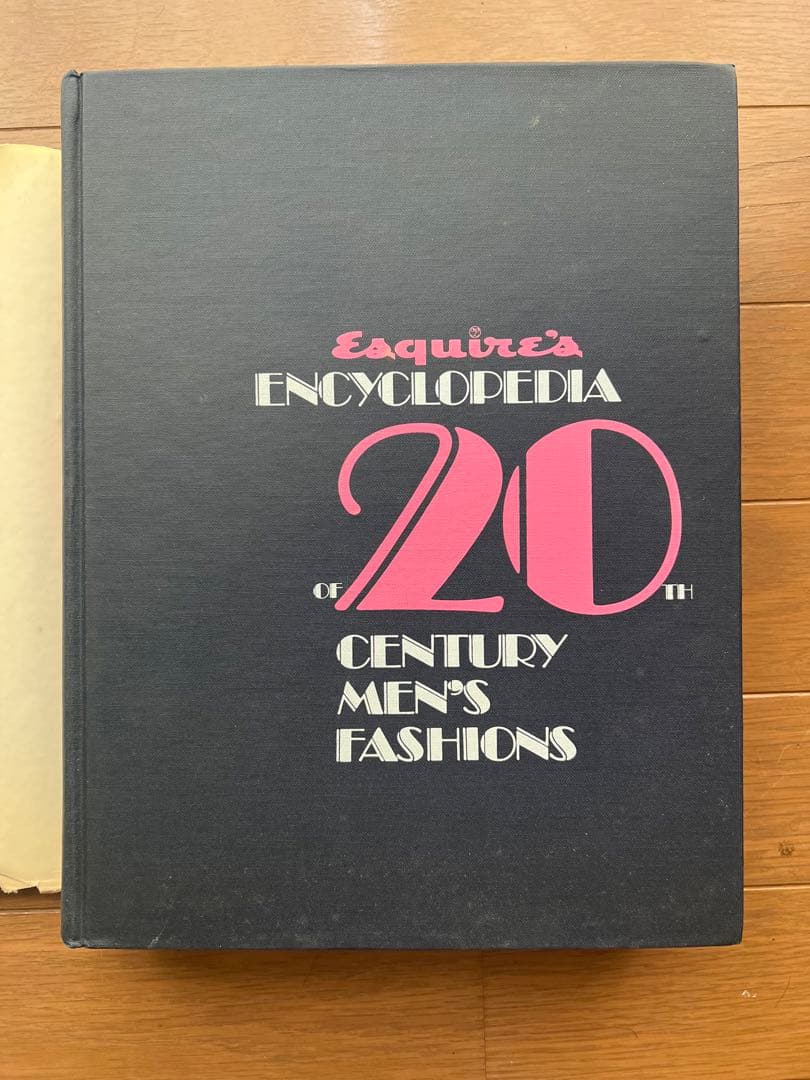 Esquire's
ENCYCLOPEDIA
OF 20 TH
CENTURY
MEN'S
FASHIONS